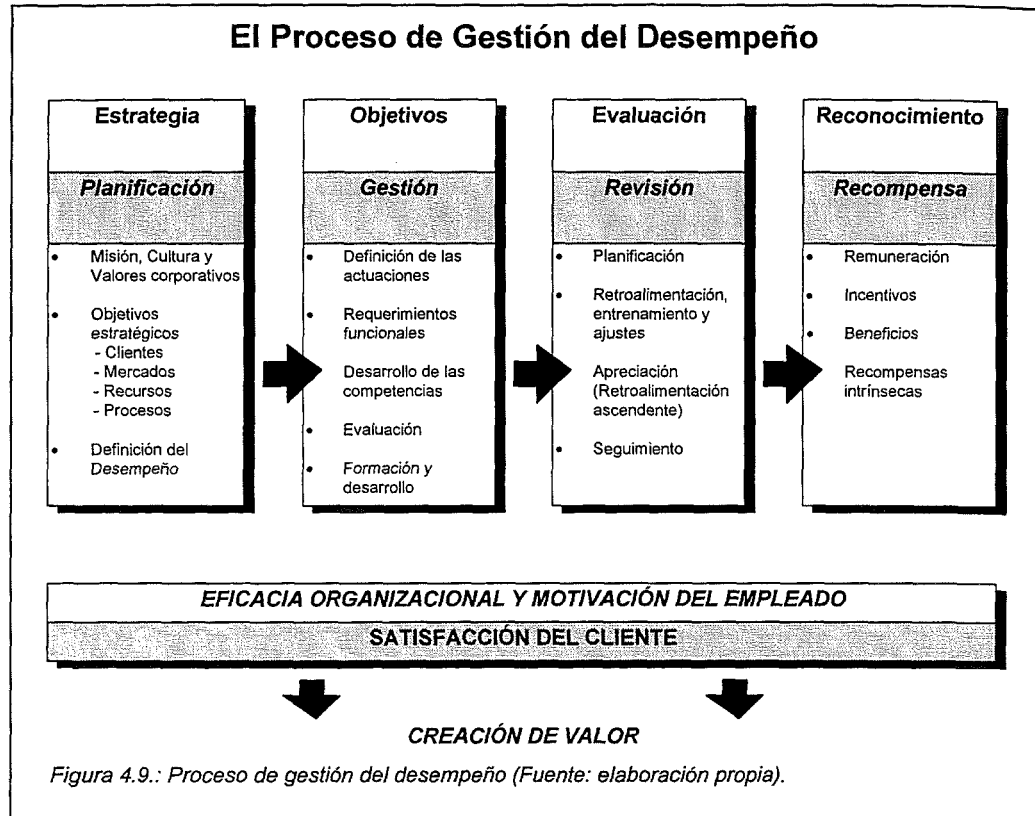 El Proceso de Gestión del Desempeño
Estrategia
Planificación
• Misión, Cultura y
Valores corporativos
• Objetivos
estratégicos
- Clientes
- Mercados
- Recursos
- Procesos
• Definición del
Desempeño
Objetivos
Gestión
• Definición de las
actuaciones
• Requerimientos
funcionales
• Desarrollo de las
competencias
• Evaluación
• Formación y
desarrollo
Evaluación
Revisión
• Planificación
• Retroalimentación,
entrenamiento y
ajustes
• Apreciación
(Retroalimentación
ascendente)
• Seguimiento
Reconocimiento
Recompensa
• Remuneración
• Incentivos
• Beneficios
• Recompensas
intrínsecas
EFICACIA ORGANIZACIONAL Y MOTIVACIÓN DEL EMPLEADO
SATISFACCIÓN DEL CLIENTE
CREACIÓN DE VALOR
Figura 4.9.: Proceso de gestión del desempeño (Fuente: elaboración propia).